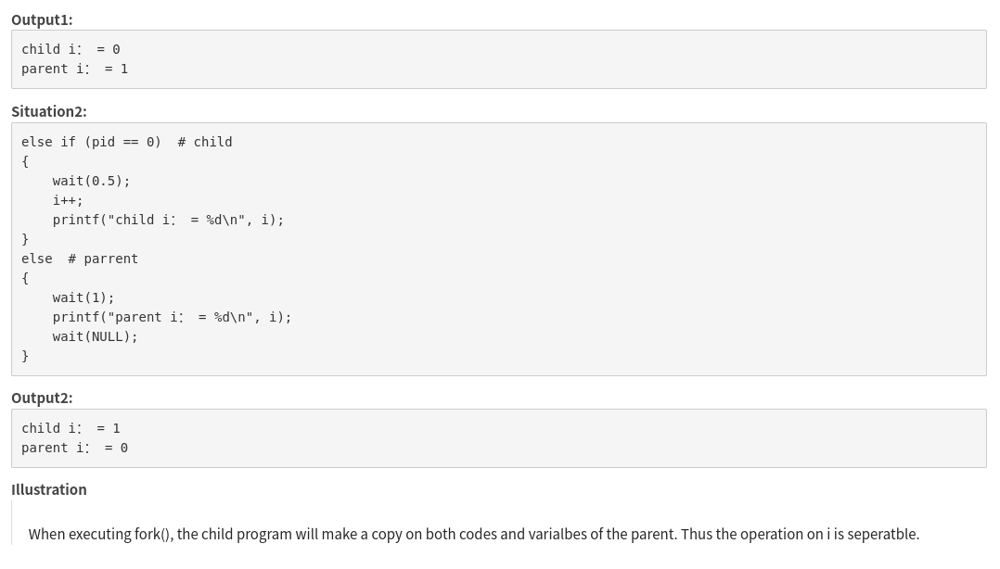 Output1:
child i： = 0
parent i： = 1
Situation2:
else if (pid == 0)  # child
{
    wait(0.5);
    i++;
    printf("child i： = %d\n", i);
}
else  # parrent
{
    wait(1);
    printf("parent i： = %d\n", i);
    wait(NULL);
}
Output2:
child i： = 1
parent i： = 0
Illustration
When executing fork(), the child program will make a copy on both codes and varialbes of the parent. Thus the operation on i is seperatble.